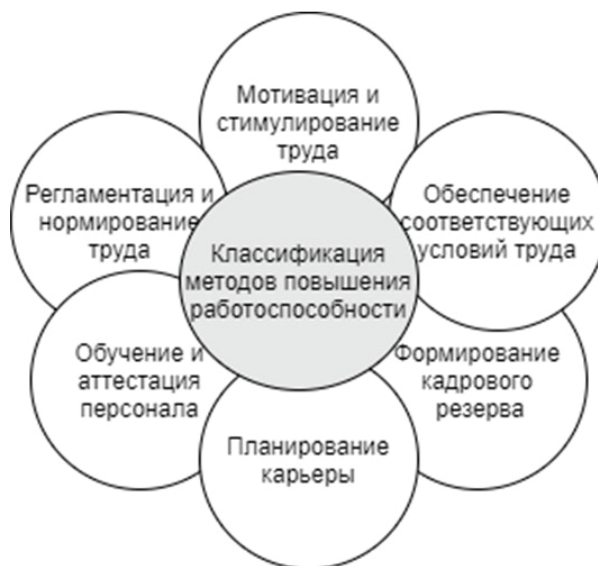 Мотивация и
стимулирование
труда
Регламентация и
нормирование
труда
Обеспечение
соответствующих
условий труда
Классификация
методов повышения
работоспособности
Обучение и
аттестация
персонала
Формирование
кадрового
резерва
Планирование
карьеры